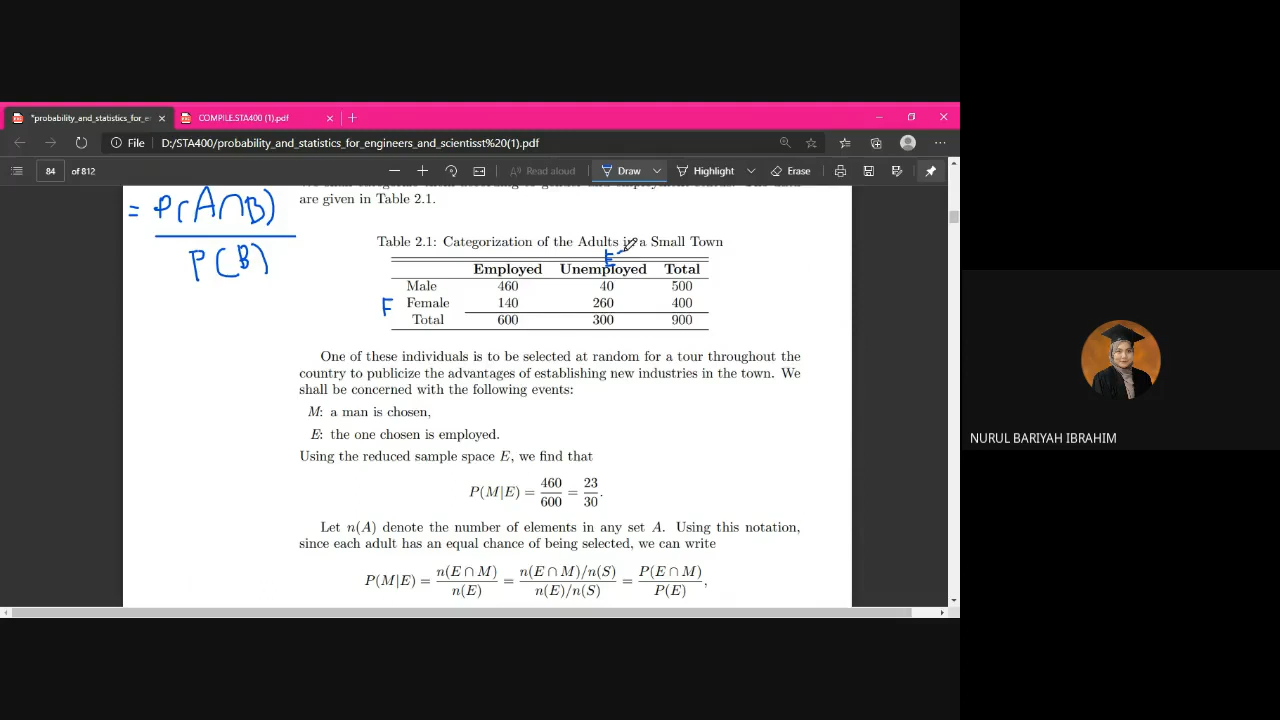 *probability_and_statistics_for_e
COMPILE.STA400 (1).pdf
File D:/STA400/probability_and_statistics_for_engineers_and_scientisst%20(1).pdf
84 of 812 Read aloud Draw Highlight Erase
are given in Table 2.1.
= P(A∩B)
P(B)
Table 2.1: Categorization of the Adults in a Small Town
E
Employed Unemployed Total
Male 460 40 500
F Female 140 260 400
Total 600 300 900
One of these individuals is to be selected at random for a tour throughout the
country to publicize the advantages of establishing new industries in the town. We
shall be concerned with the following events:
M: a man is chosen,
E: the one chosen is employed.
Using the reduced sample space E, we find that
P(M|E) = 460/600 = 23/30.
Let n(A) denote the number of elements in any set A. Using this notation,
since each adult has an equal chance of being selected, we can write
P(M|E) = n(E ∩ M)/n(E) = n(E ∩ M)/n(S) / n(E)/n(S) = P(E ∩ M)/P(E),
NURUL BARIYAH IBRAHIM